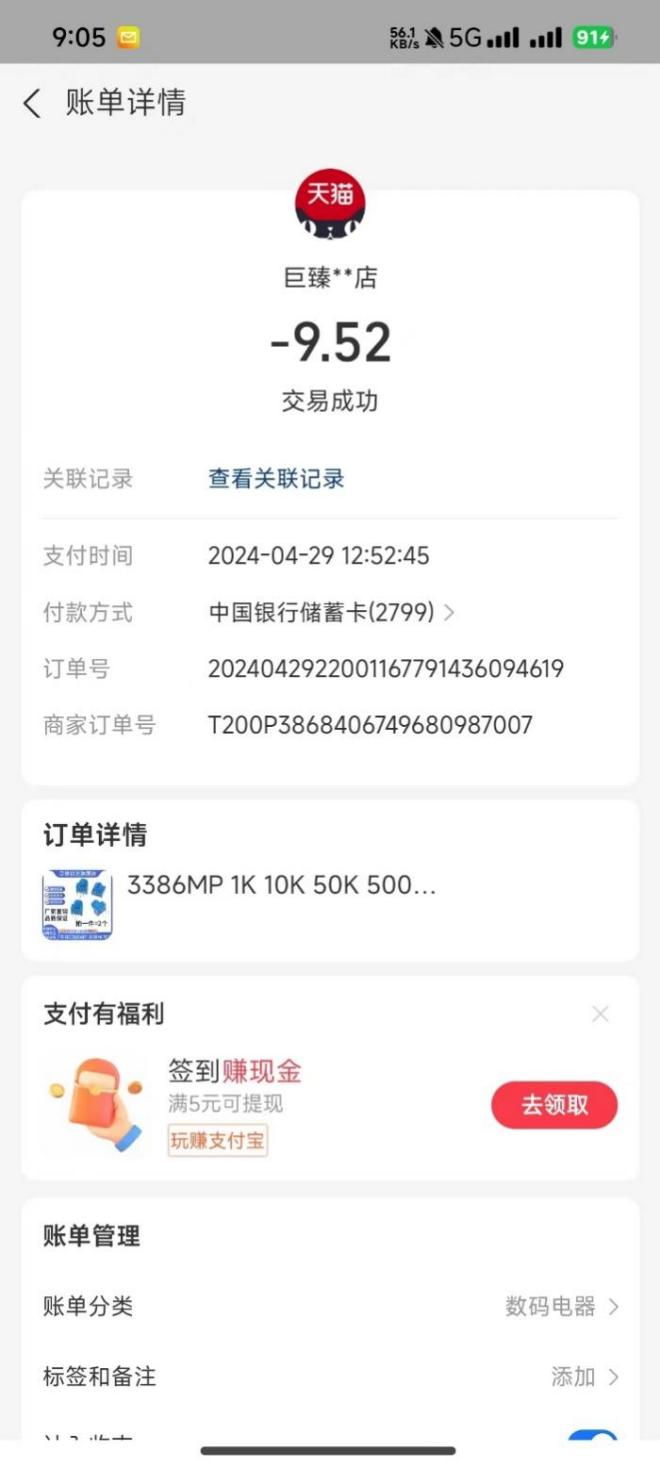 9:05
56.1 KB/s 5G 91
账单详情
天猫
巨臻**店
-9.52
交易成功
关联记录 查看关联记录
支付时间 2024-04-29 12:52:45
付款方式 中国银行储蓄卡(2799)
订单号 2024042922001167791436094619
商家订单号 T200P3868406749680987007
订单详情
3386MP 1K 10K 50K 500...
支付有福利
签到赚现金
满5元可提现
去领取
玩赚支付宝
账单管理
账单分类 数码电器
标签和备注 添加